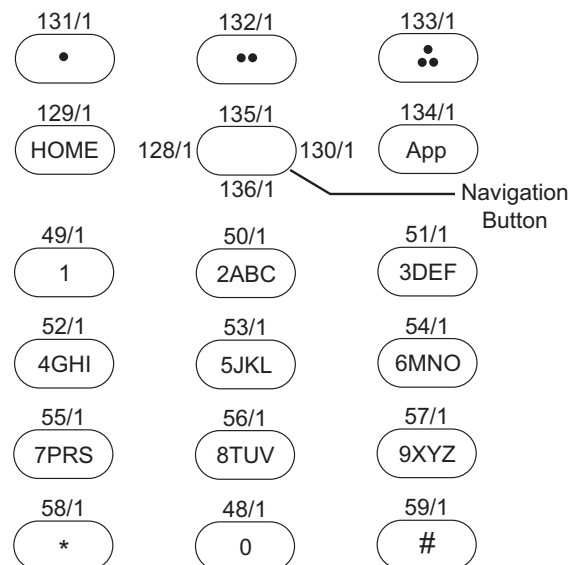 131/1 132/1 133/1
• •• ∴
129/1 135/1 134/1
HOME 128/1 130/1 App
136/1 Navigation
Button
49/1 50/1 51/1
1 2ABC 3DEF
52/1 53/1 54/1
4GHI 5JKL 6MNO
55/1 56/1 57/1
7PRS 8TUV 9XYZ
58/1 48/1 59/1
* 0 #